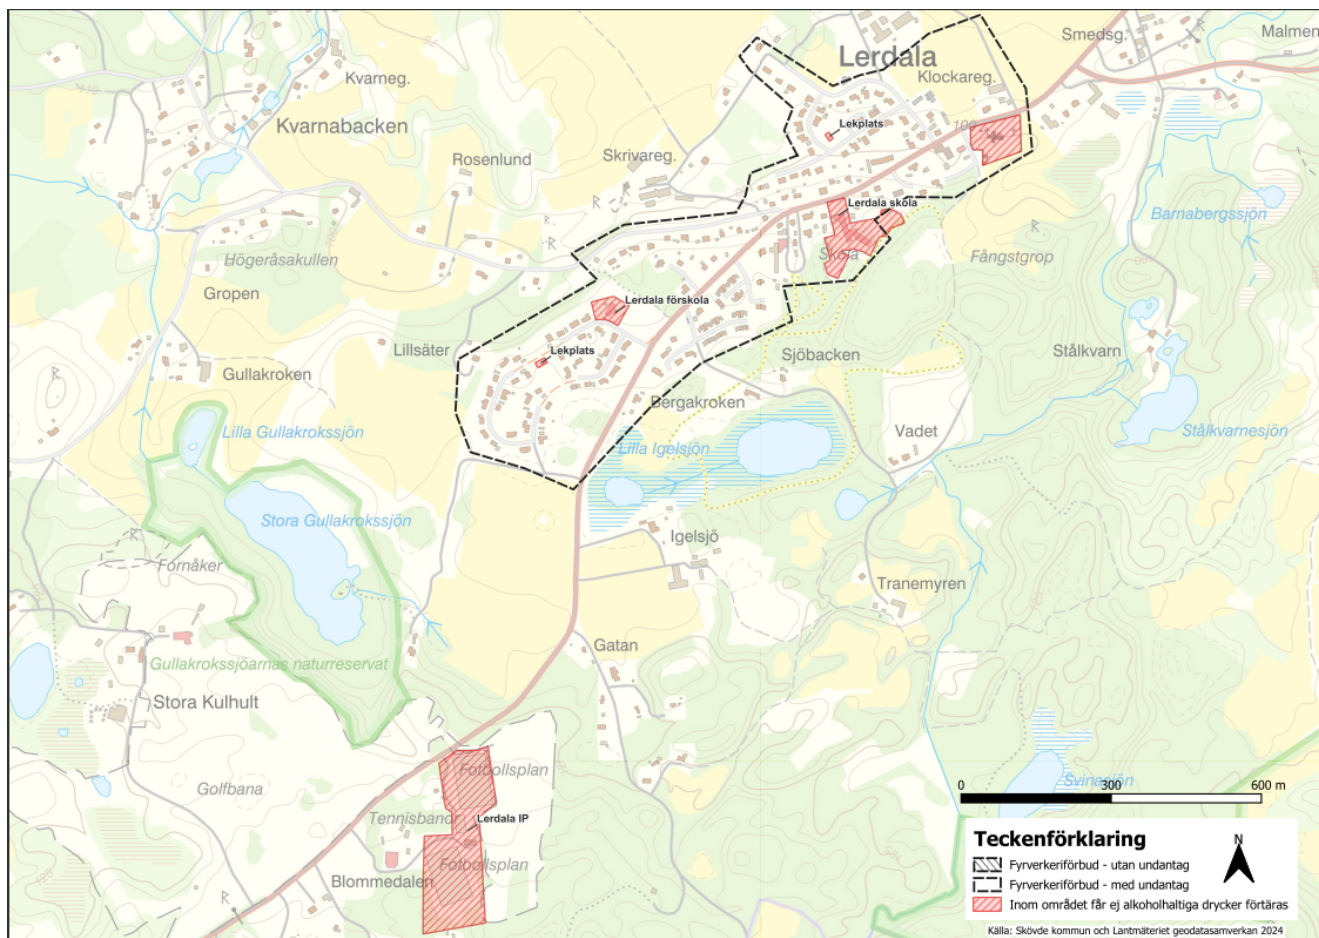 Lerdala
Smedsg.
Malmen
Kvarneg.
Klockareg.
Kvarnabacken
Lekplats
100
Rosenlund
Skrivareg.
Lerdala skola
Barnabergssjön
Skola
Högeråsakullen
Fångstgrop
Gropen
Lerdala förskola
Lillsäter
Lekplats
Sjöbacken
Stålkvarn
Gullakroken
Bergakroken
Lilla Gullakrokssjön
Lilla Igelsjön
Vadet
Stålkvarnesjön
Stora Gullakrokssjön
Igelsjö
Fornåker
Tranemyren
Gatan
Gullakrokssjöarnas naturreservat
Stora Kulhult
Fotbollsplan
Svinasjön
Golfbana
Tennisbanor
Lerdala IP
Fotbollsplan
Blommedalen
0 300 600 m
Teckenförklaring
N
Fyrverkeriförbud - utan undantag
Fyrverkeriförbud - med undantag
Inom området får ej alkoholhaltiga drycker förtäras
Källa: Skövde kommun och Lantmäteriet geodatasamverkan 2024